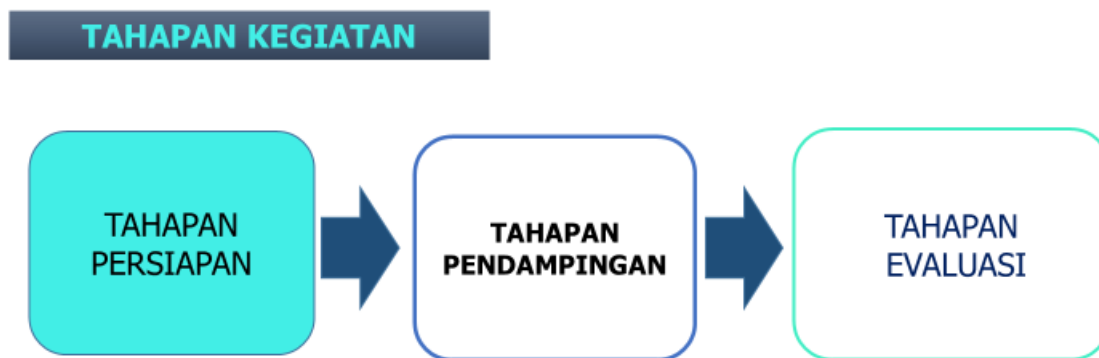 TAHAPAN KEGIATAN
TAHAPAN
PERSIAPAN
TAHAPAN
PENDAMPINGAN
TAHAPAN
EVALUASI